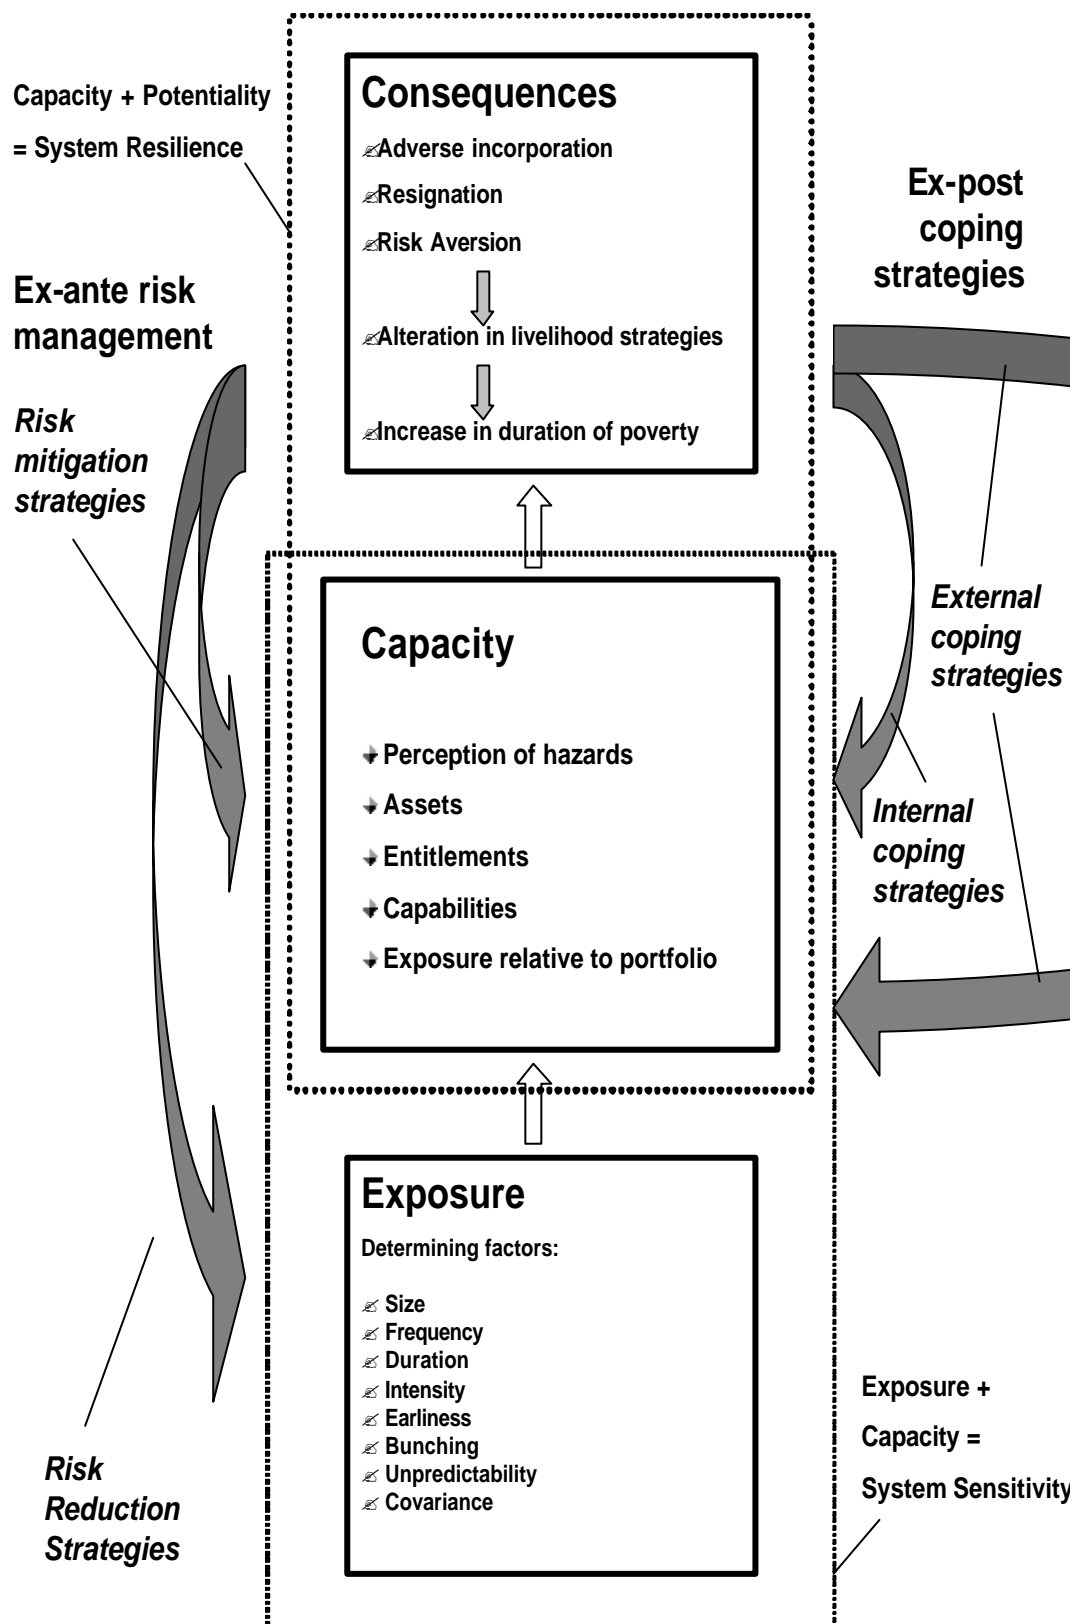 Capacity + Potentiality
= System Resilience
Consequences
Adverse incorporation
Resignation
Risk Aversion
Alteration in livelihood strategies
Increase in duration of poverty
Ex-post
coping
strategies
Ex-ante risk
management
Risk
mitigation
strategies
External
coping
strategies
Capacity
Perception of hazards
Assets
Entitlements
Capabilities
Exposure relative to portfolio
Internal
coping
strategies
Exposure
Determining factors:
Size
Frequency
Duration
Intensity
Earliness
Bunching
Unpredictability
Covariance
Risk
Reduction
Strategies
Exposure +
Capacity =
System Sensitivity